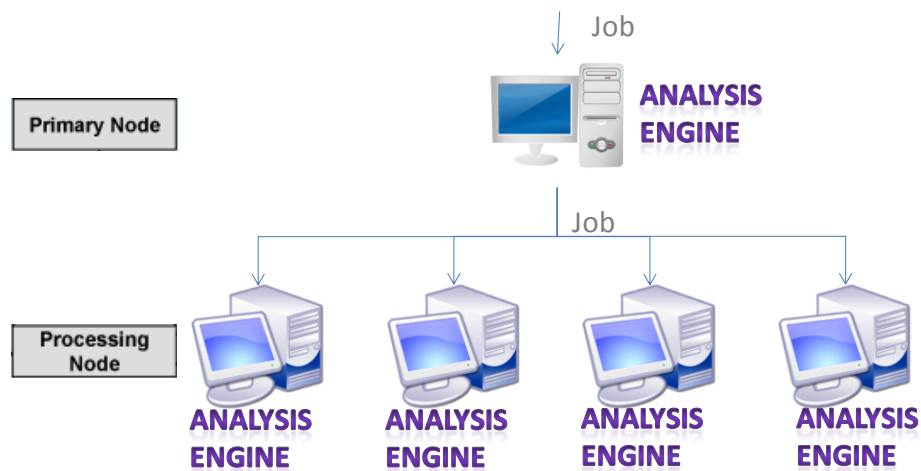 Job
Primary Node
ANALYSIS
ENGINE
Job
Processing
Node
ANALYSIS
ENGINE
ANALYSIS
ENGINE
ANALYSIS
ENGINE
ANALYSIS
ENGINE